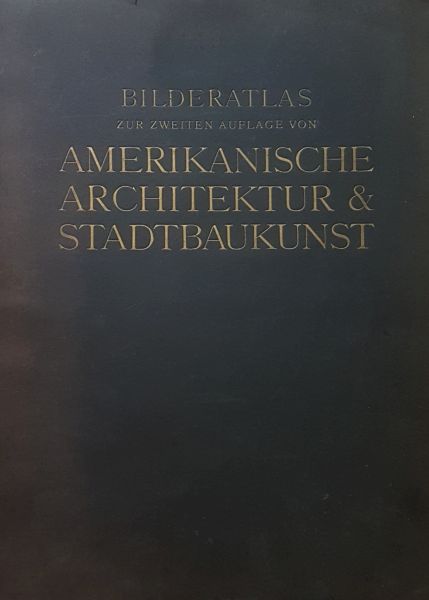 BILDERATLAS
ZUR ZWEITEN AUFLAGE VON
AMERIKANISCHE
ARCHITEKTUR &
STADTBAUKUNST